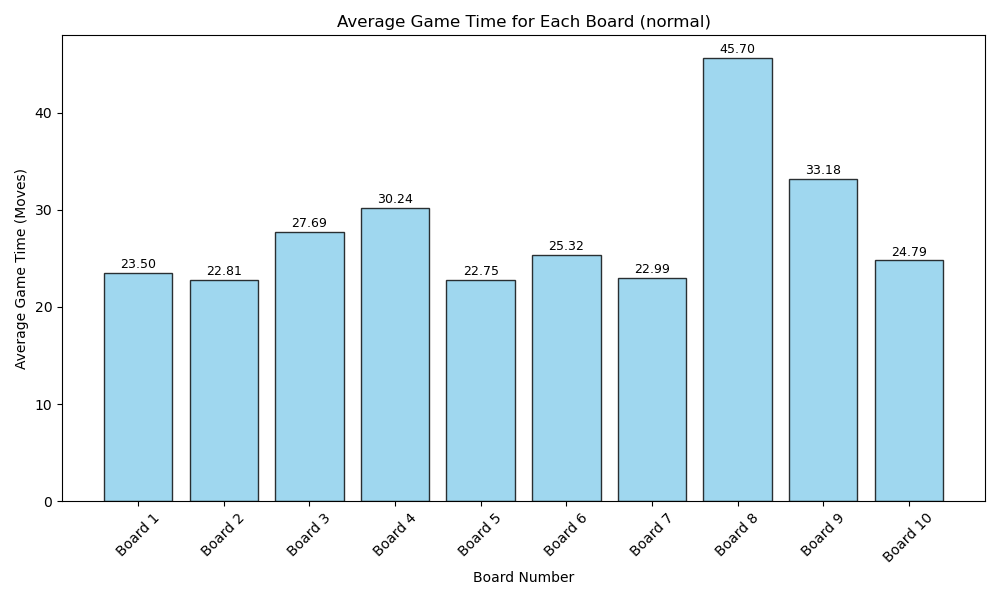 Average Game Time for Each Board (normal)
Average Game Time (Moves)
40
30
20
10
0
23.50
22.81
27.69
30.24
22.75
25.32
22.99
45.70
33.18
24.79
Board 1
Board 2
Board 3
Board 4
Board 5
Board 6
Board 7
Board 8
Board 9
Board 10
Board Number